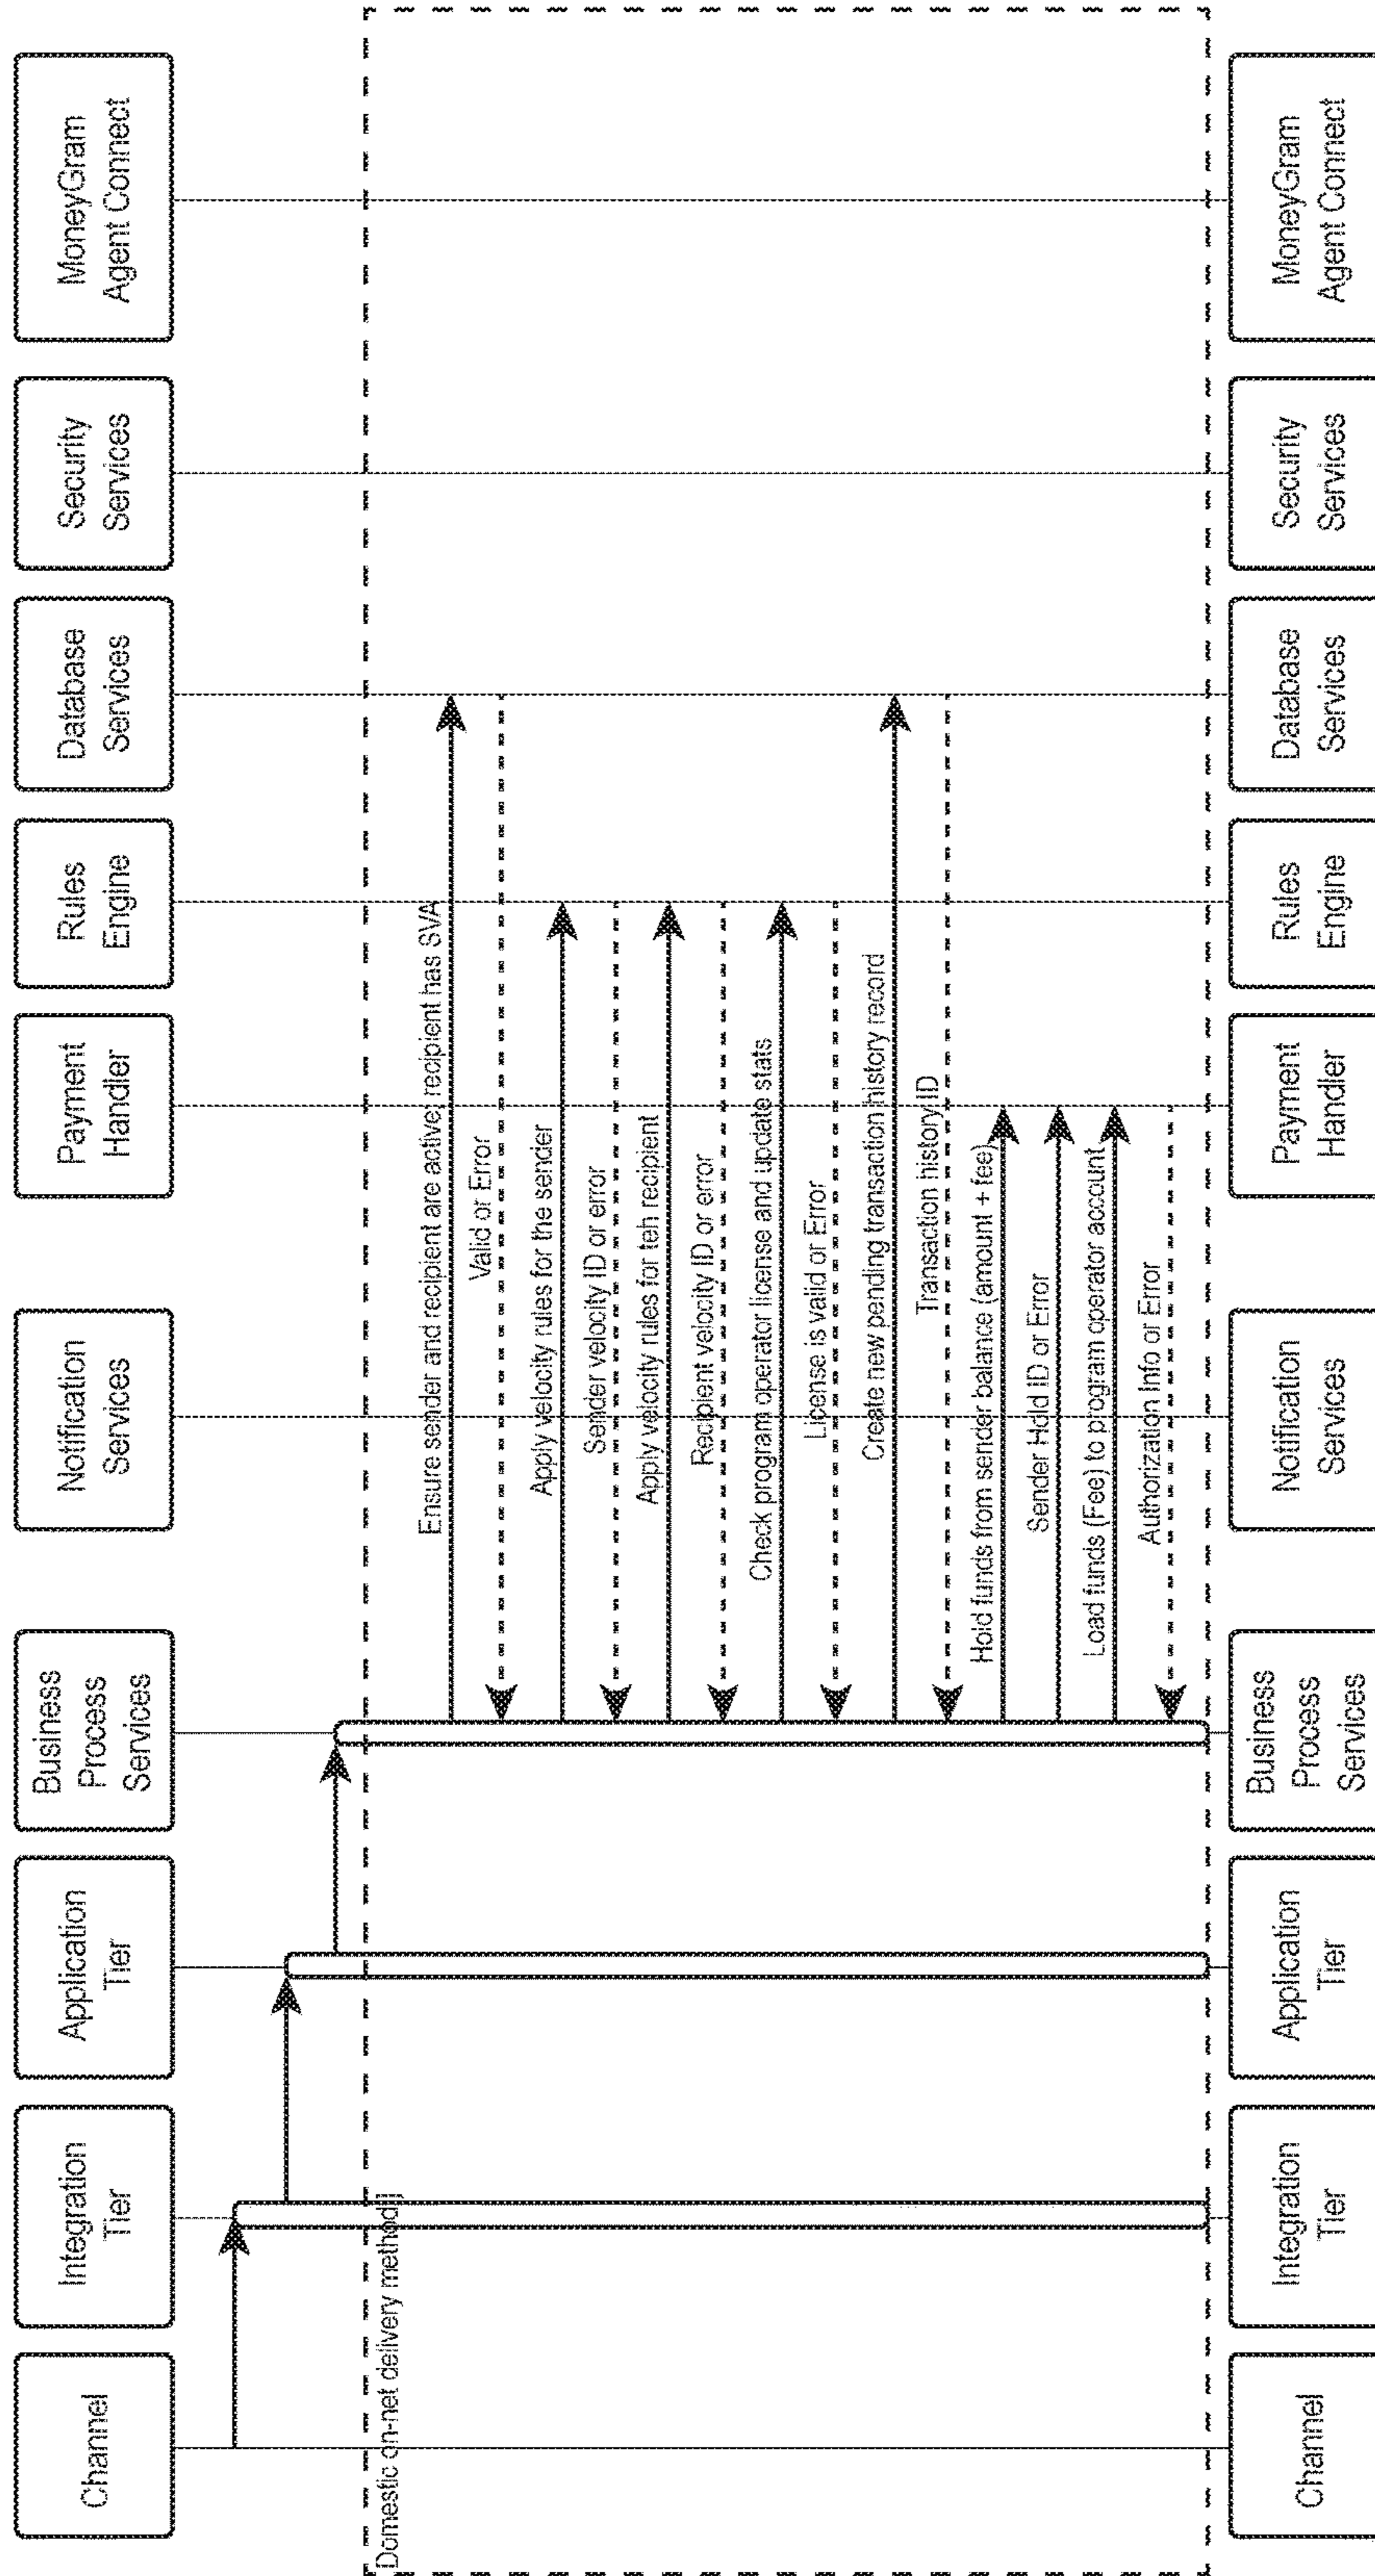 Channel
Integration
Tier
Application
Tier
Business
Process
Services
Notification
Services
Payment
Handler
Rules
Engine
Database
Services
Security
Services
MoneyGram
Agent Connect
[Domestic on-net delivery method]
Ensure sender and recipient are active; recipient has SVA
Valid or Error
Apply velocity rules for the sender
Sender velocity ID or error
Apply velocity rules for teh recipient
Recipient velocity ID or error
Check program operator license and update stats
License is valid or Error
Create new pending transaction history record
Transaction history ID
Hold funds from sender balance (amount + fee)
Sender Hold ID or Error
Load funds (Fee) to program operator account
Authorization Info or Error
Channel
Integration
Tier
Application
Tier
Business
Process
Services
Notification
Services
Payment
Handler
Rules
Engine
Database
Services
Security
Services
MoneyGram
Agent Connect